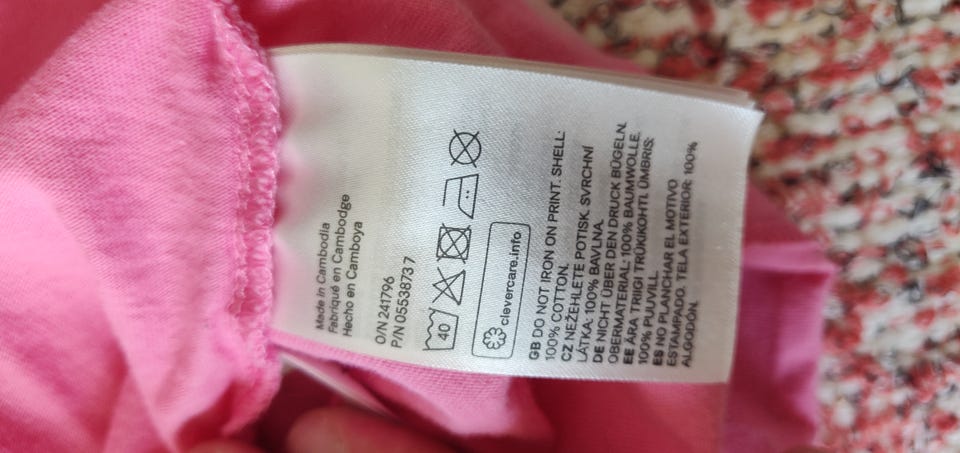 Made in Cambodia
Fabriqué en Cambodge
Hecho en Camboya
O/N 241796
P/N 05538737
40
clevercare.info
GB DO NOT IRON ON PRINT. SHELL:
100% COTTON.
CZ NEŽEHLETE POTISK. SVRCHNÍ
LÁTKA: 100% BAVLNA.
DE NICHT ÜBER DEN DRUCK BÜGELN.
OBERMATERIAL: 100% BAUMWOLLE.
EE ÄRA TRIIGI TRÜKIKOHTI. ÜMBRIS:
100% PUUVILL.
ES NO PLANCHAR EL MOTIVO
ESTAMPADO. TELA EXTERIOR: 100%
ALGODÓN.